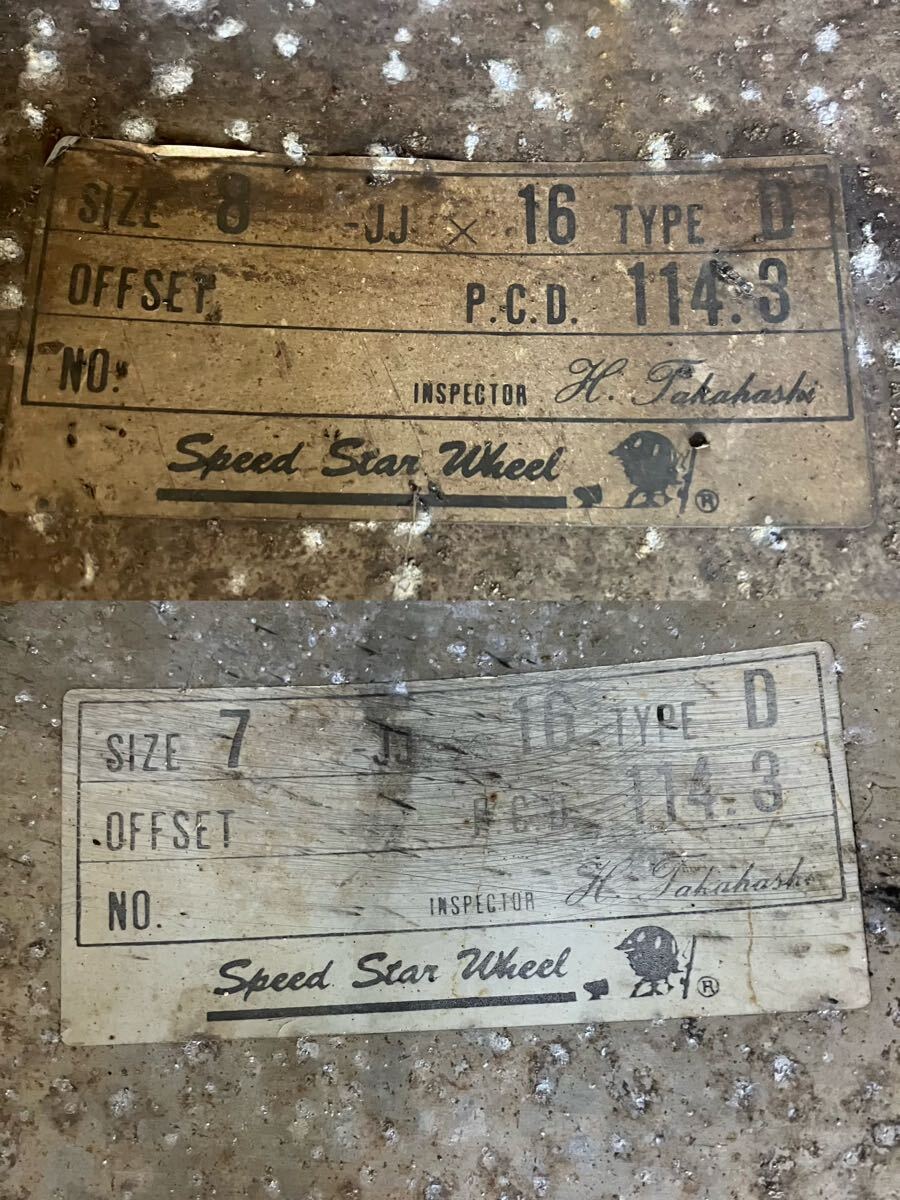 SIZE 8 -JJ × 16 TYPE D
OFFSET P.C.D. 114.3
NO. INSPECTOR H. Takahashi
Speed Star Wheel ®
SIZE 7 -JJ 16 TYPE D
OFFSET P.C.D. 114.3
NO. INSPECTOR H. Takahashi
Speed Star Wheel ®